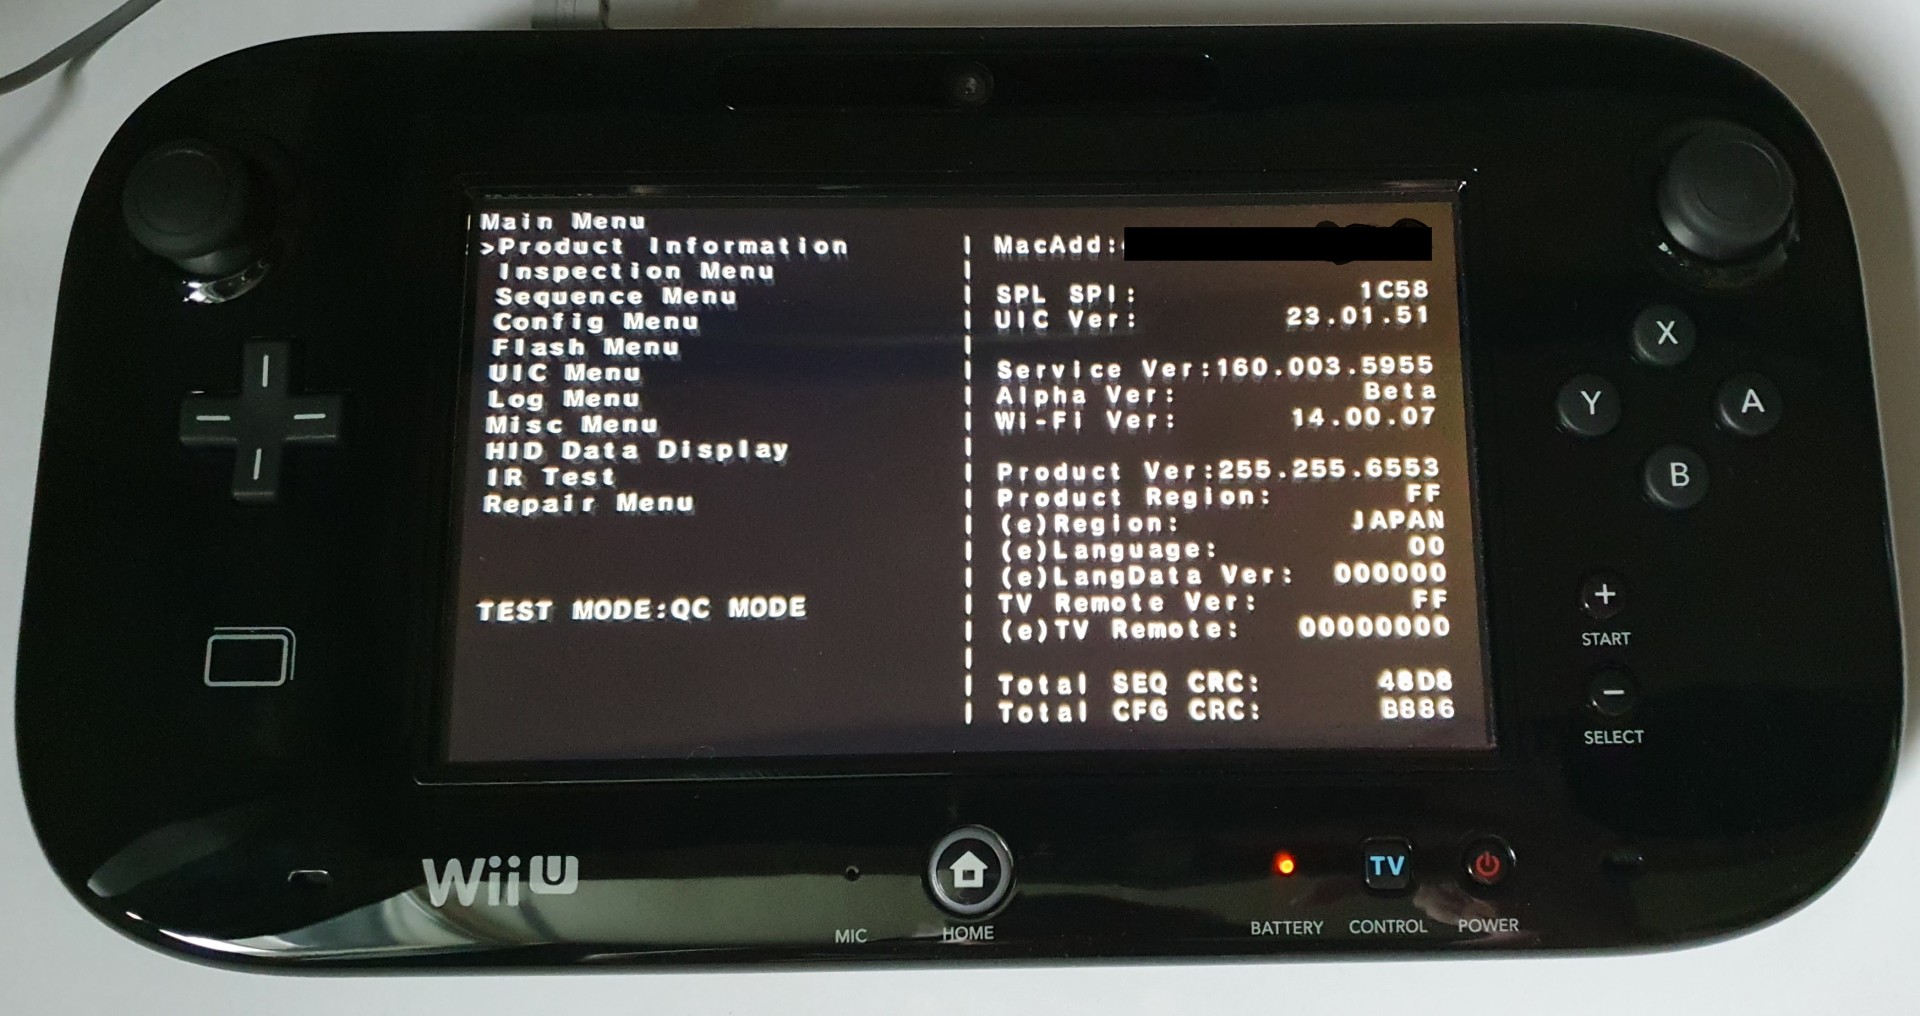 Main Menu
>Product Information
Inspection Menu
Sequence Menu
Config Menu
Flash Menu
UIC Menu
Log Menu
Misc Menu
HID Data Display
IR Test
Repair Menu
TEST MODE:QC MODE
MacAdd:
SPL SPI: 1C58
UIC Ver: 23.01.51
Service Ver:160.003.5955
Alpha Ver: Beta
Wi-Fi Ver: 14.00.07
Product Ver:255.255.6553
Product Region: FF
(e)Region: JAPAN
(e)Language: 00
(e)LangData Ver: 000000
TV Remote Ver: FF
(e)TV Remote: 00000000
Total SEQ CRC: 48D8
Total CFG CRC: B886
X
Y
A
B
+
START
−
SELECT
Wii U
MIC
HOME
TV
BATTERY
CONTROL
POWER